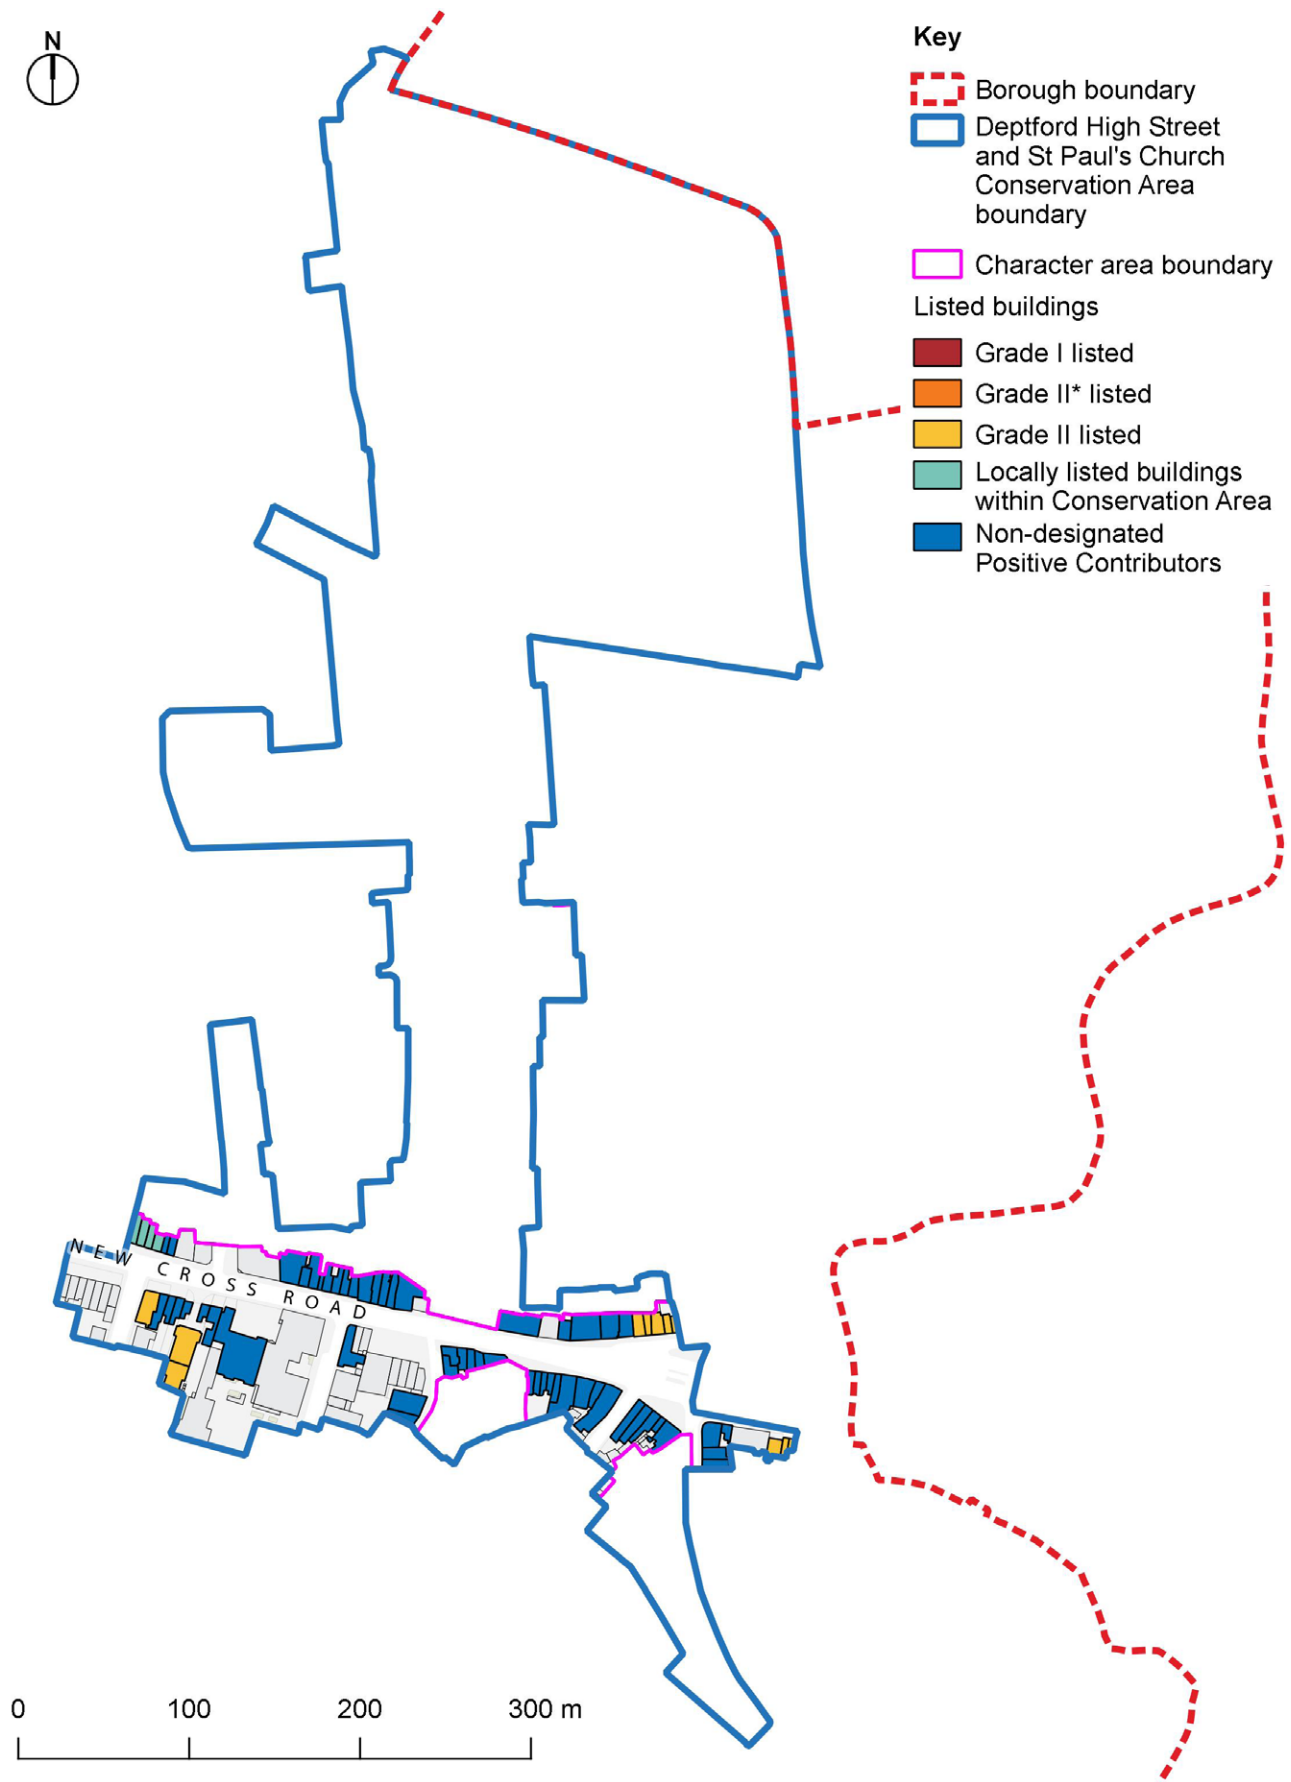 N
Key
Borough boundary
Deptford High Street
and St Paul's Church
Conservation Area
boundary
Character area boundary
Listed buildings
Grade I listed
Grade II* listed
Grade II listed
Locally listed buildings
within Conservation Area
Non-designated
Positive Contributors
NEW CROSS ROAD
0 100 200 300 m